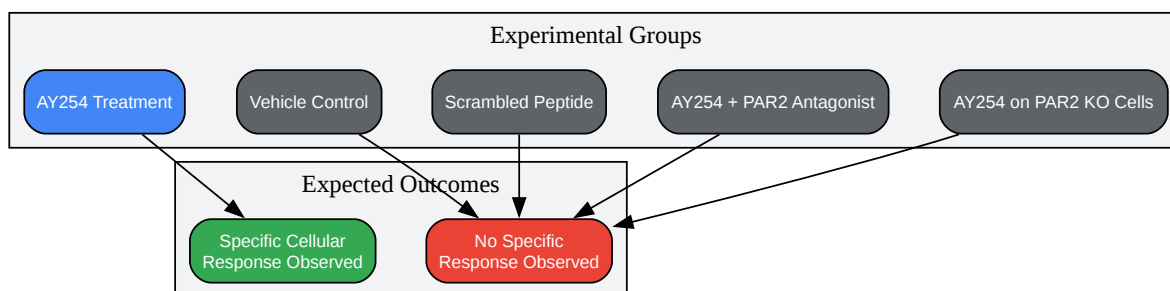 Experimental Groups
AY254 Treatment
Vehicle Control
Scrambled Peptide
AY254 + PAR2 Antagonist
AY254 on PAR2 KO Cells
Expected Outcomes
Specific Cellular
Response Observed
No Specific
Response Observed